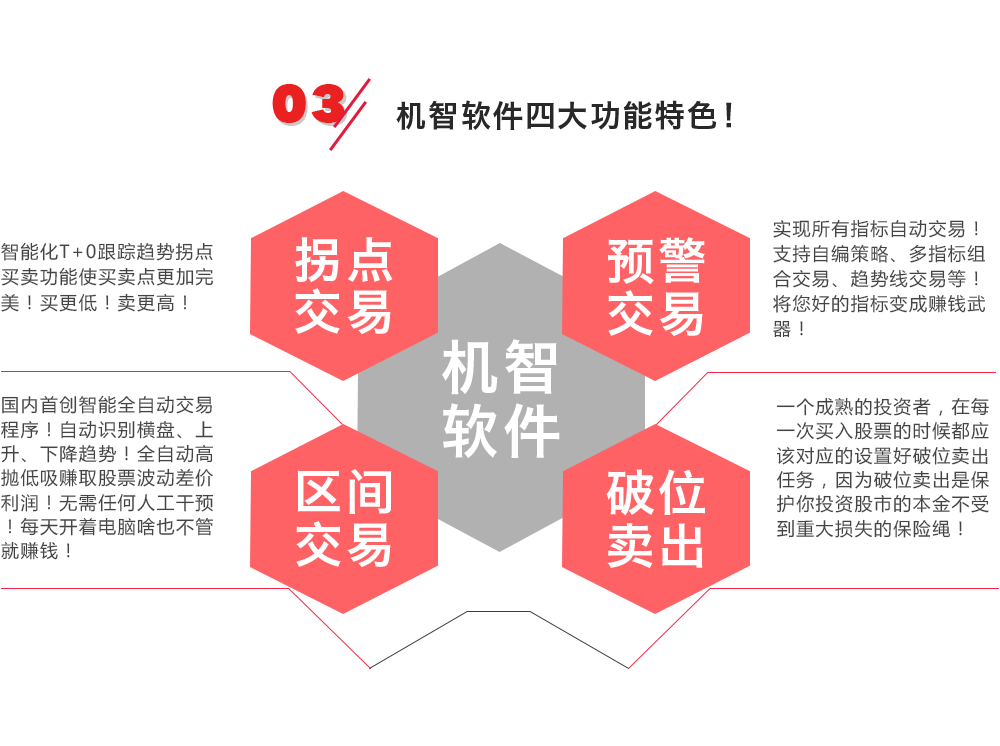 03
机智软件四大功能特色！
智能化T+0跟踪趋势拐点
买卖功能使买卖点更加完
美！买更低！卖更高！
拐点
交易
预警
交易
实现所有指标自动交易！
支持自编策略、多指标组
合交易、趋势线交易等！
将您好的指标变成赚钱武
器！
机智
软件
国内首创智能全自动交易
程序！自动识别横盘、上
升、下降趋势！全自动高
抛低吸赚取股票波动差价
利润！无需任何人工干预
！每天开着电脑啥也不管
就赚钱！
区间
交易
破位
卖出
一个成熟的投资者，在每
一次买入股票的时候都应
该对应的设置好破位卖出
任务，因为破位卖出是保
护你投资股市的本金不受
到重大损失的保险绳！